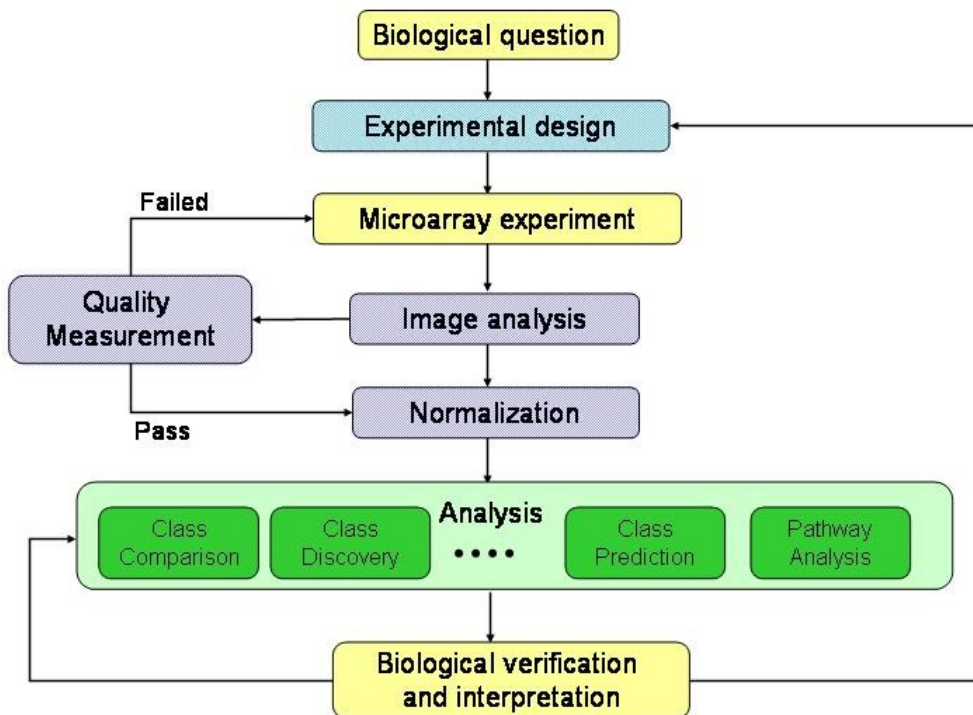 Biological question
Experimental design
Failed
Microarray experiment
Quality
Measurement
Image analysis
Normalization
Pass
Analysis
Class
Comparison
Class
Discovery
....
Class
Prediction
Pathway
Analysis
Biological verification
and interpretation